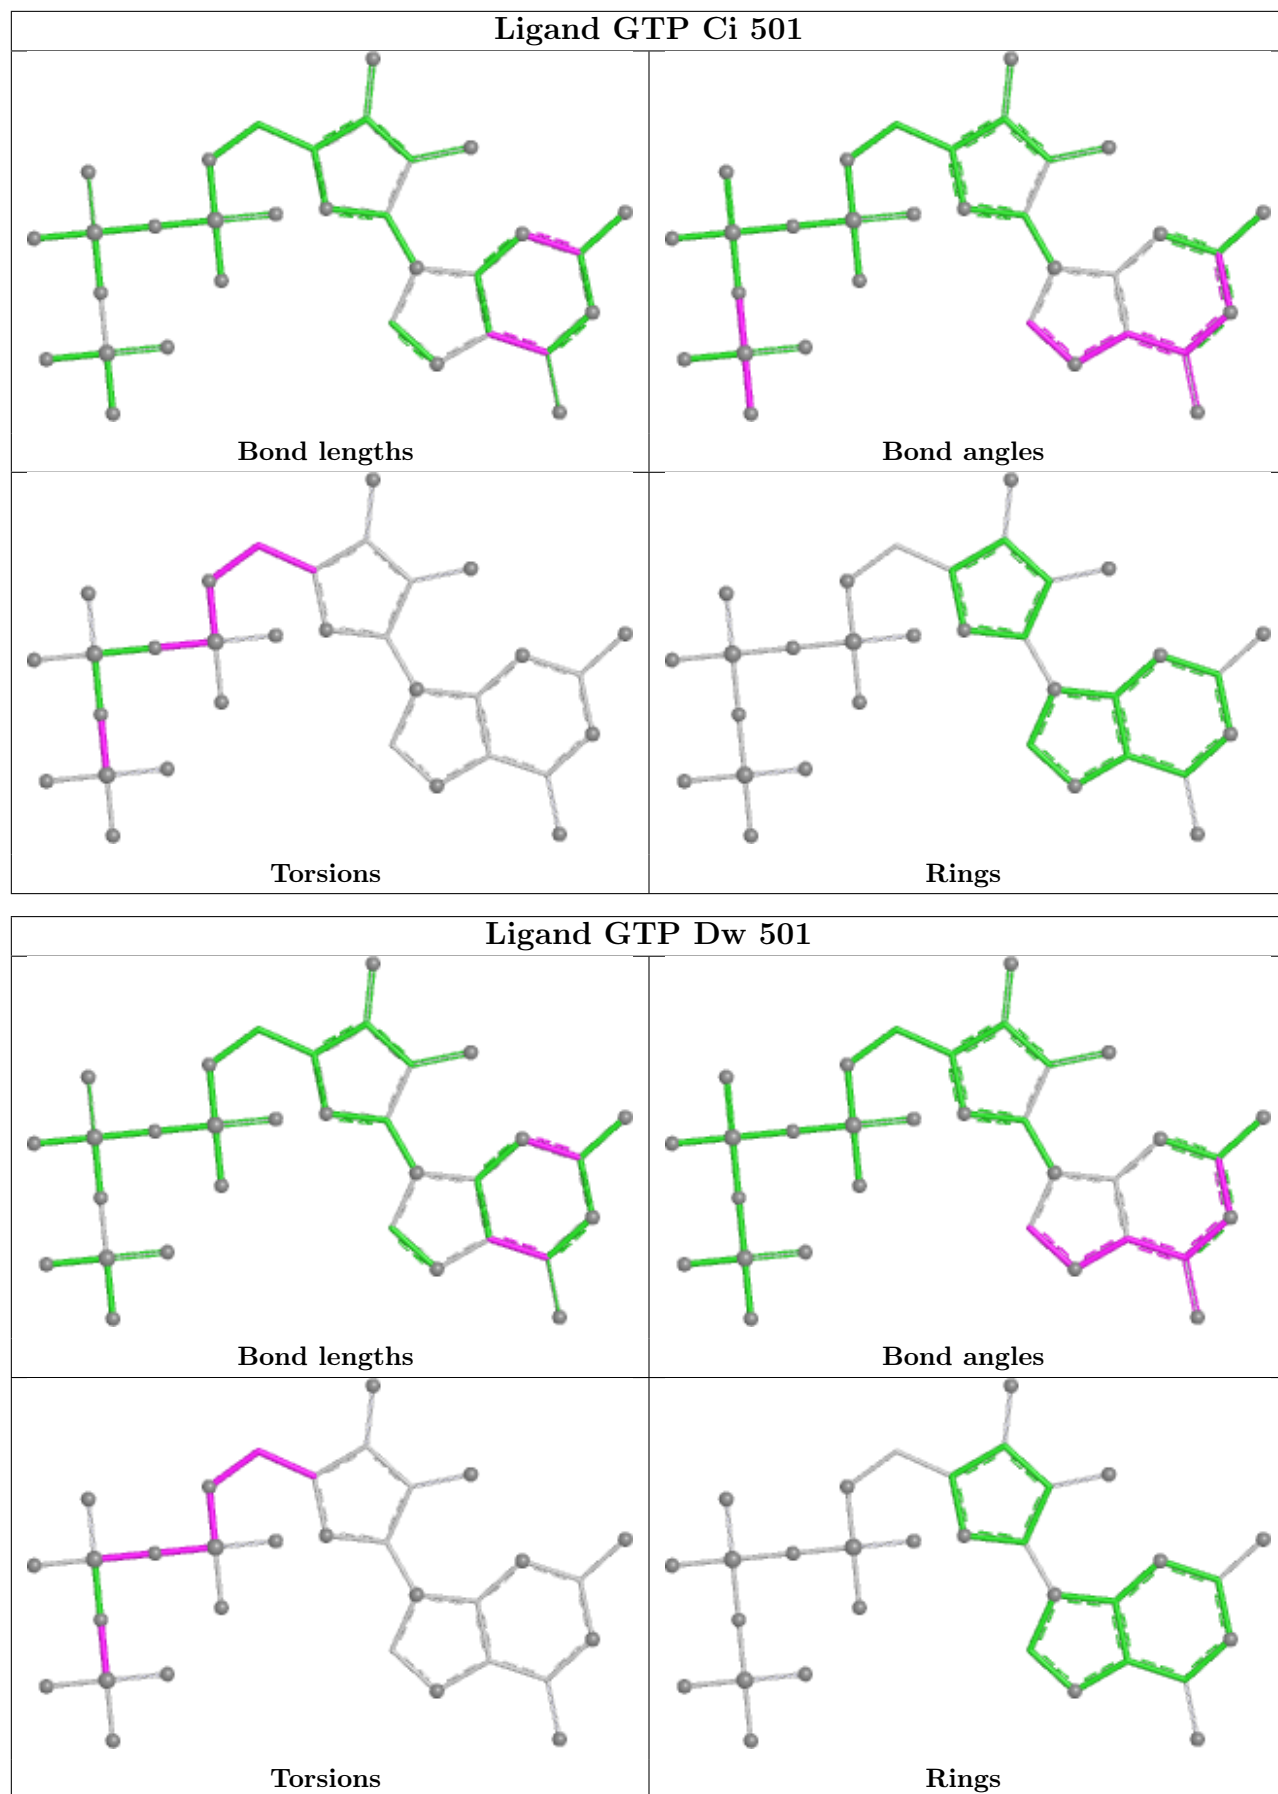 Ligand GTP Ci 501
Bond lengths
Bond angles
Torsions
Rings
Ligand GTP Dw 501
Bond lengths
Bond angles
Torsions
Rings